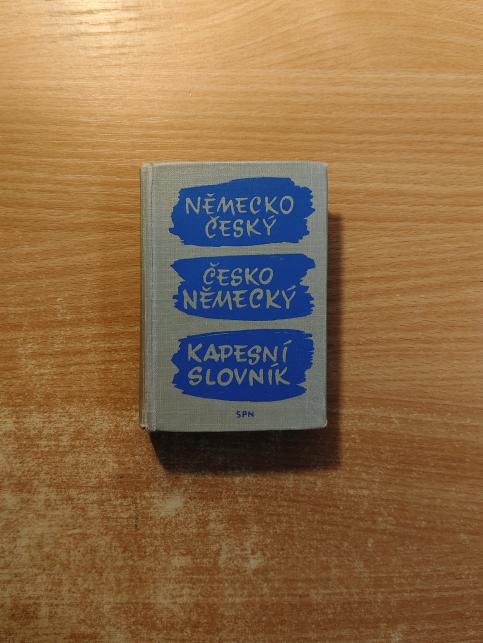 NĚMECKO
ČESKÝ
ČESKO
NĚMECKÝ
KAPESNÍ
SLOVNÍK
SPN